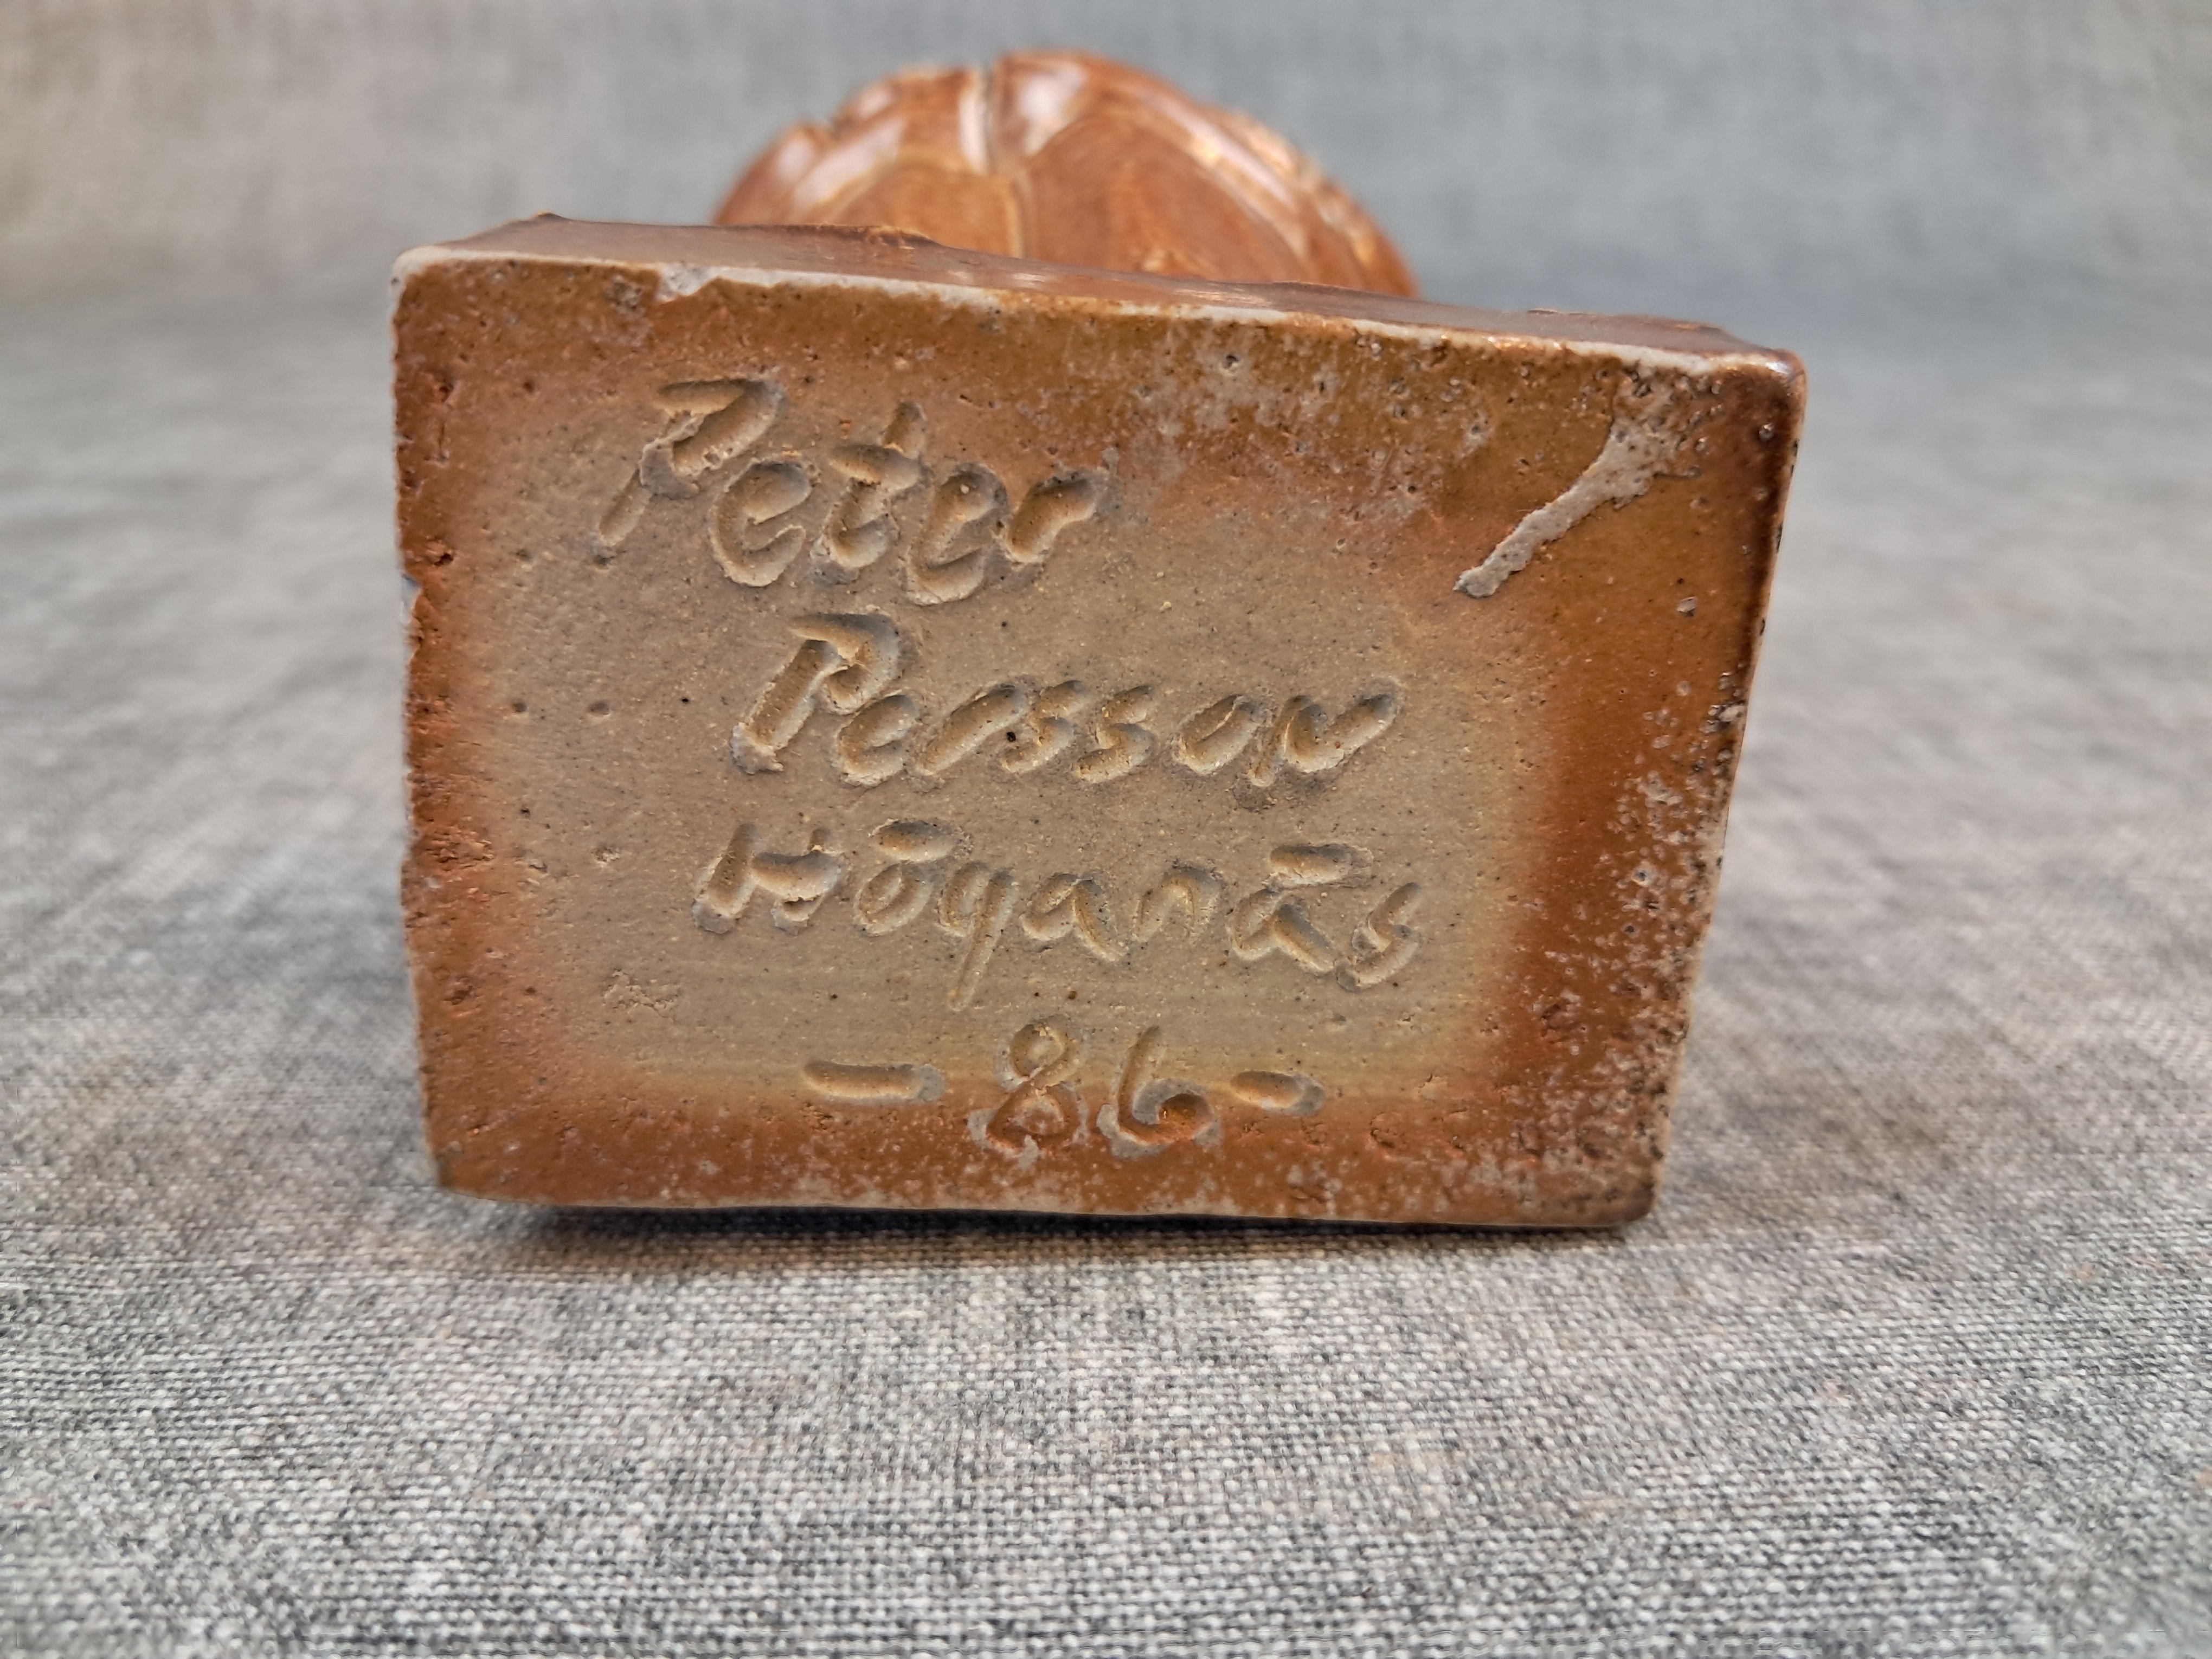 Peter
Persson
Höganäs
- 86 -